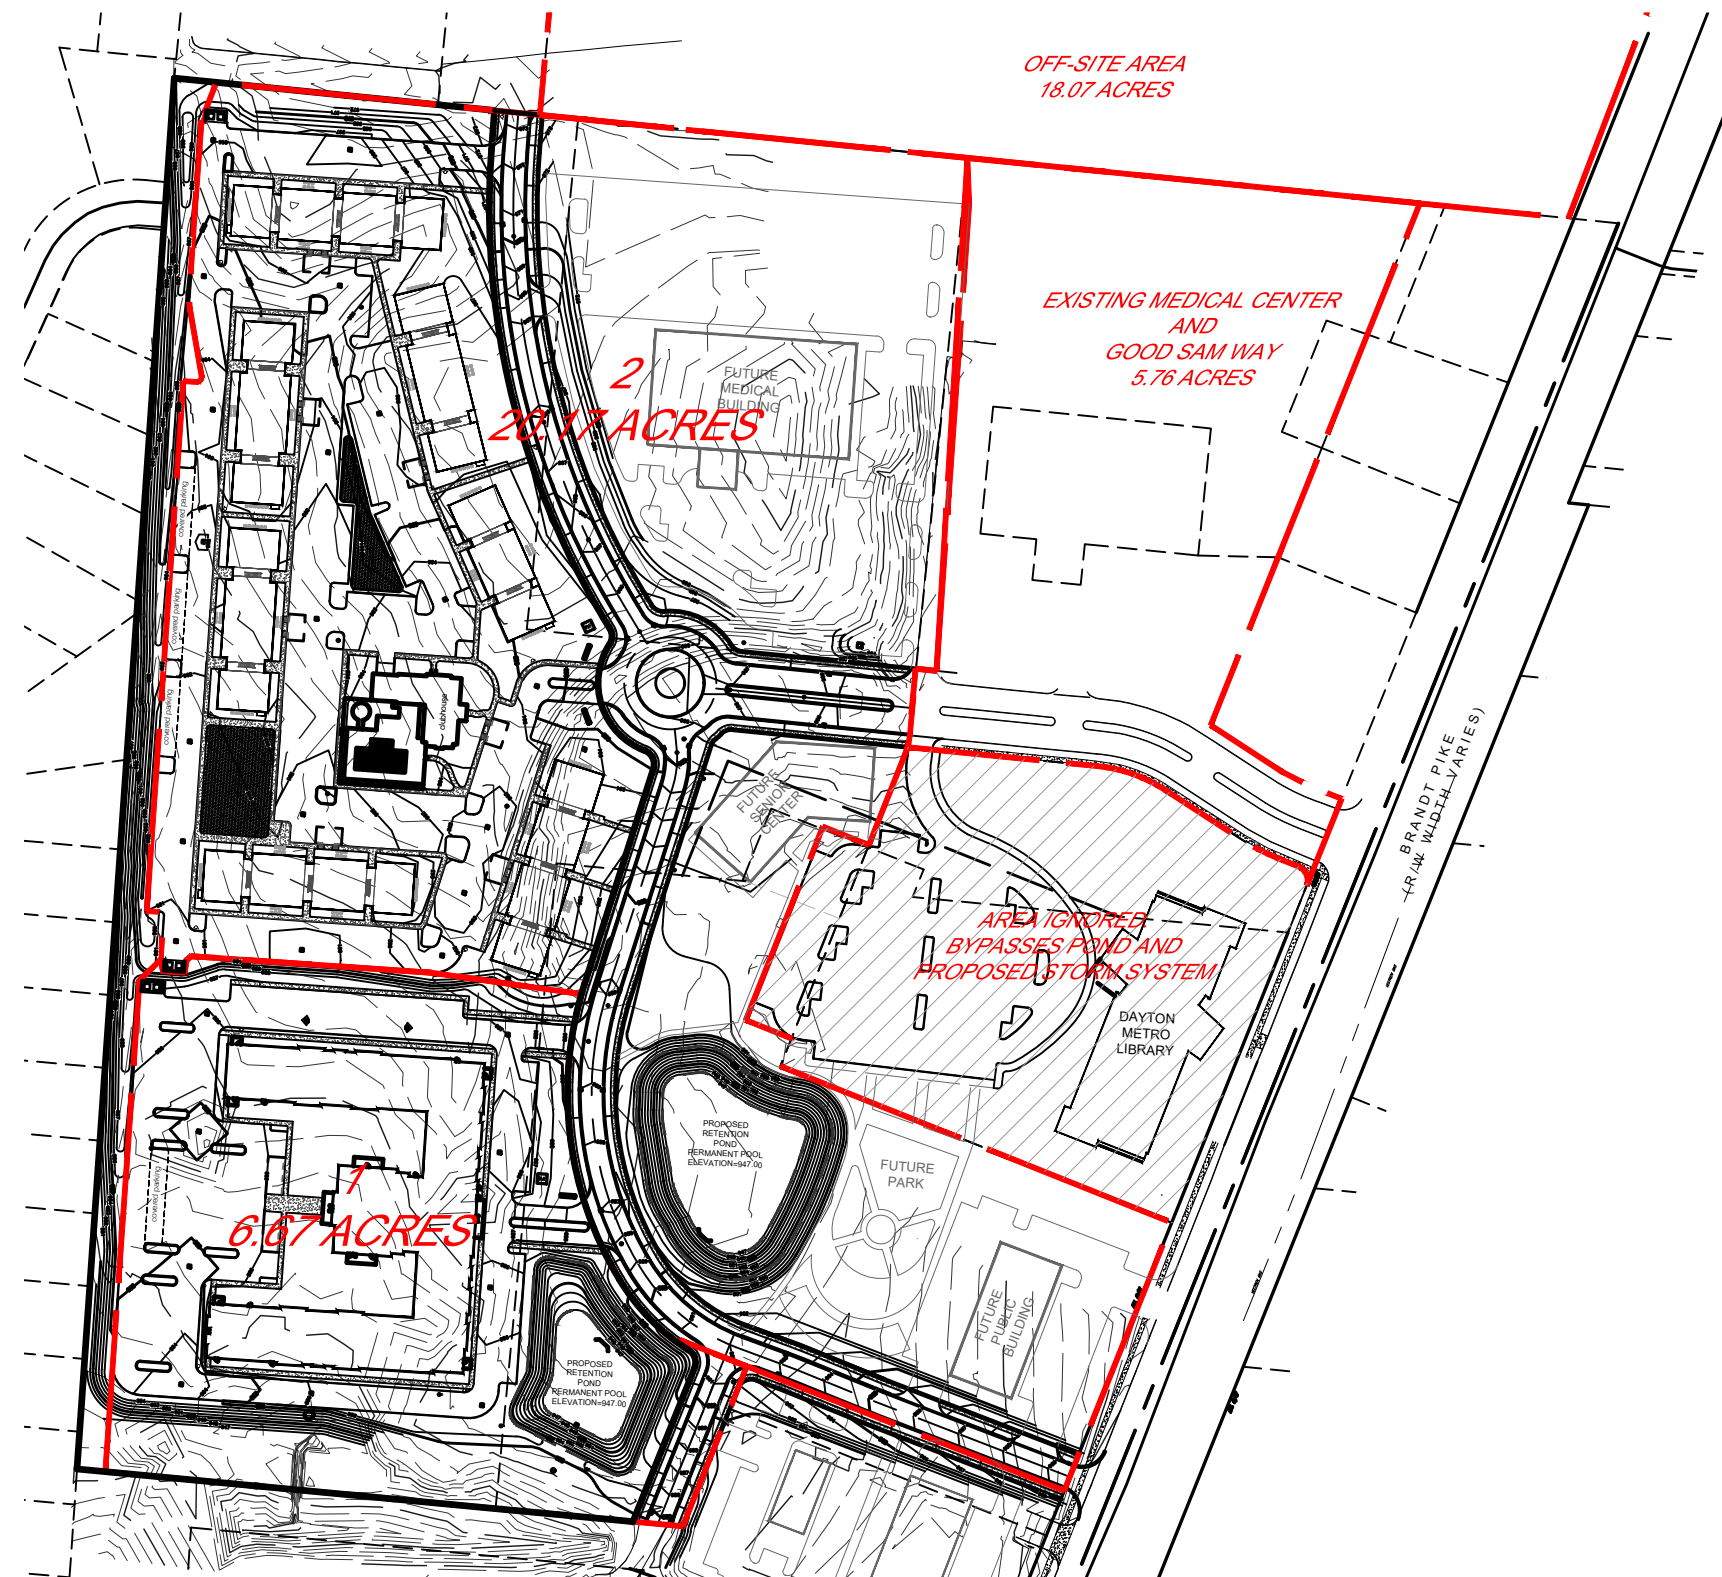 OFF-SITE AREA
18.07 ACRES
EXISTING MEDICAL CENTER
AND
GOOD SAM WAY
5.76 ACRES
2
20.17 ACRES
FUTURE
MEDICAL
BUILDING
covered parking
covered parking
covered parking
clubhouse
FUTURE
SENIOR
CENTER
BRANDT PIKE
(R/W WIDTH VARIES)
AREA IGNORED
BYPASSES POND AND
PROPOSED STORM SYSTEM
DAYTON
METRO
LIBRARY
PROPOSED
RETENTION
POND
PERMANENT POOL
ELEVATION=947.00
FUTURE
PARK
1
6.67 ACRES
covered parking
FUTURE
PUBLIC
BUILDING
PROPOSED
RETENTION
POND
PERMANENT POOL
ELEVATION=947.00